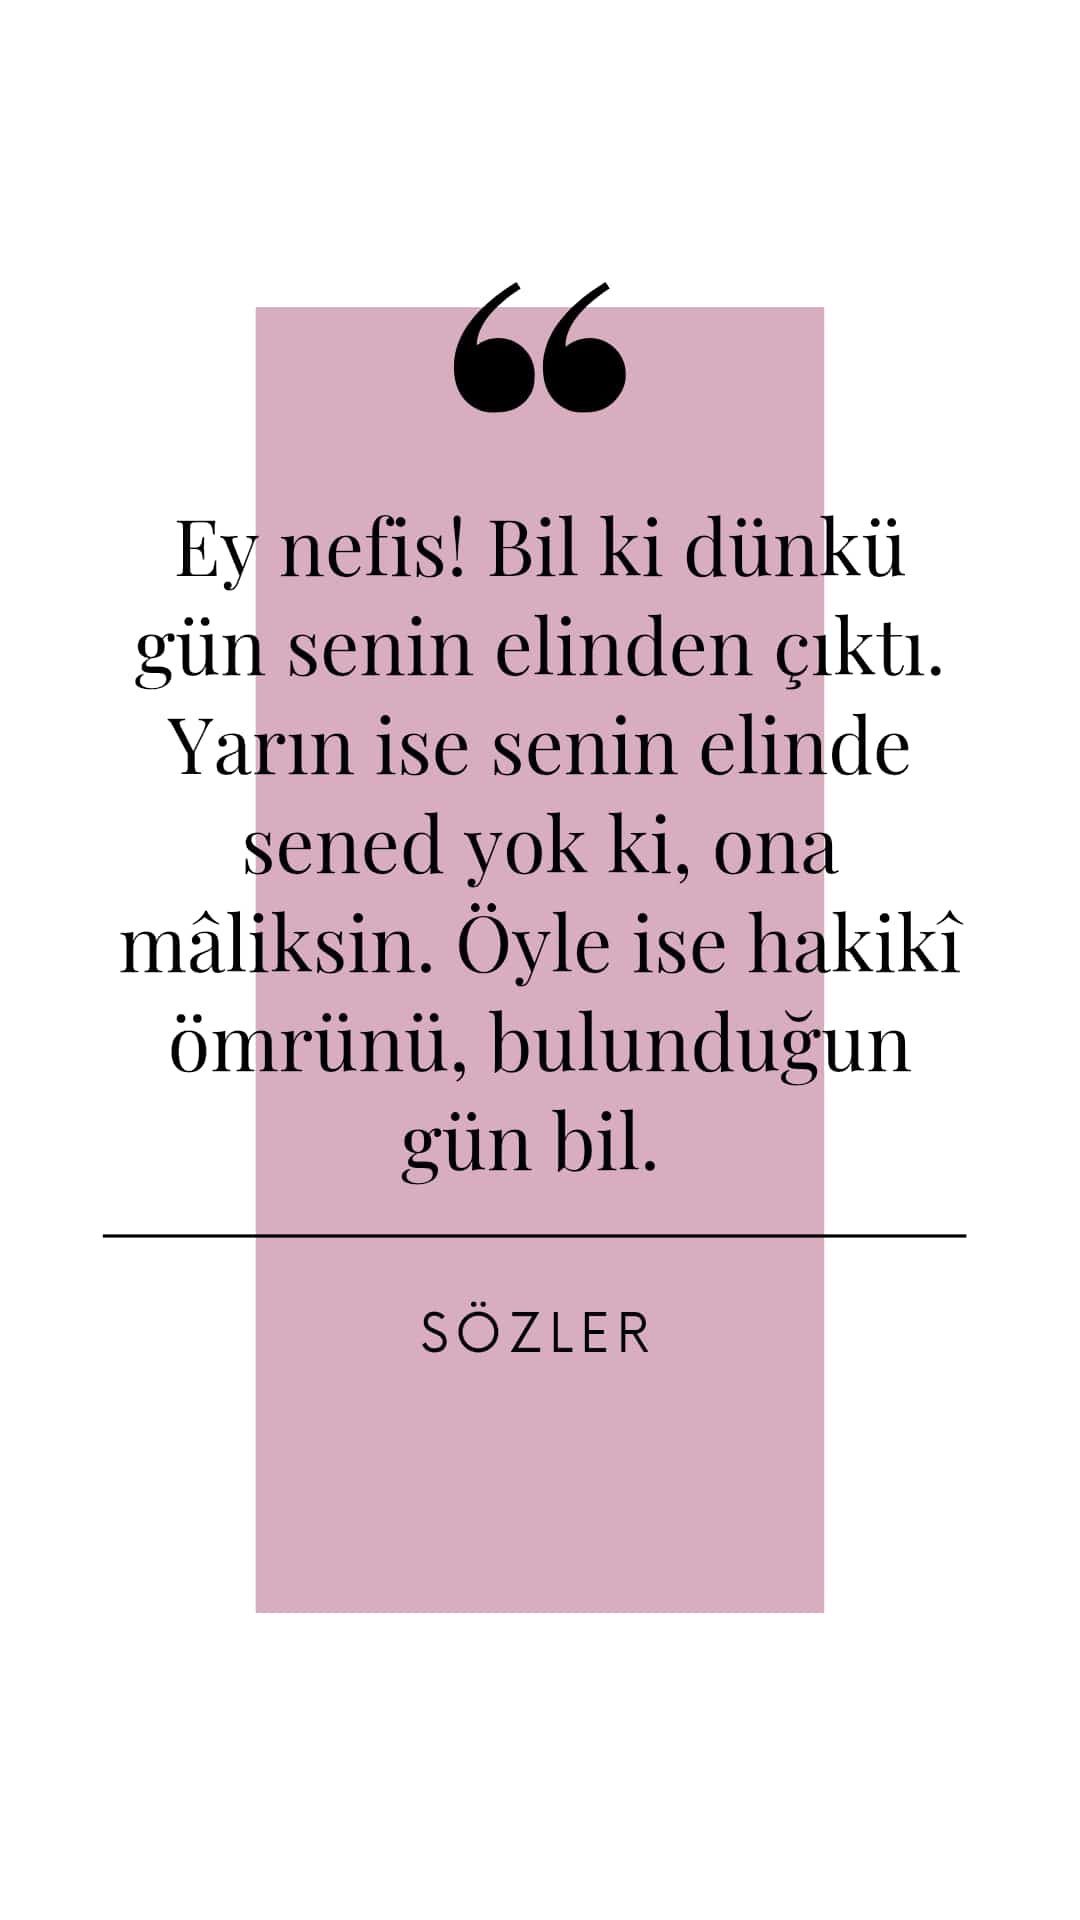 “
Ey nefis! Bil ki dünkü
gün senin elinden çıktı.
Yarın ise senin elinde
sened yok ki, ona
mâliksin. Öyle ise hakikî
ömrünü, bulunduğun
gün bil.
SÖZLER